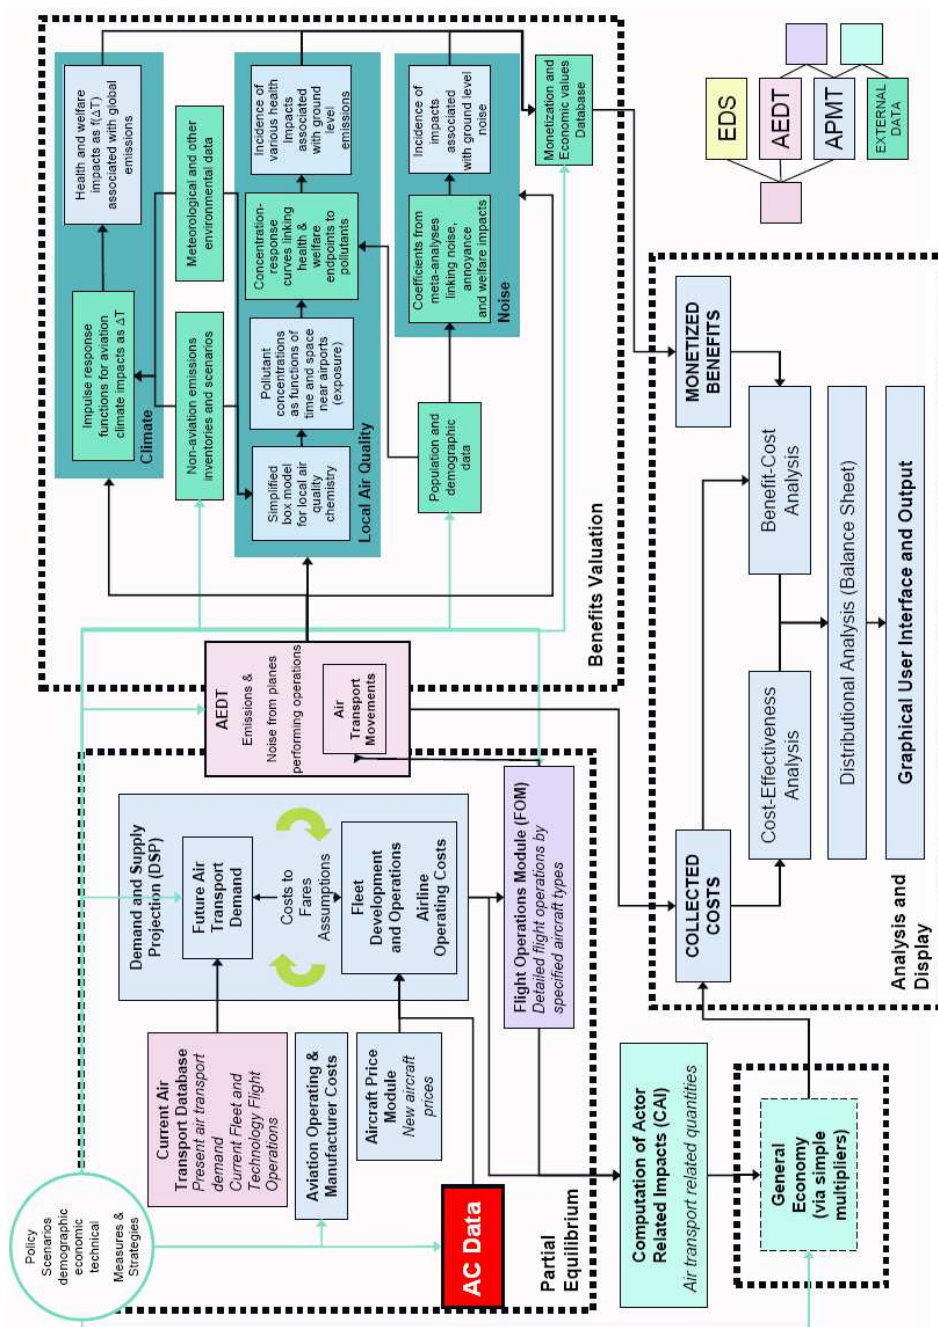 Policy
Scenarios
demographic
economic
technical
Measures &
Strategies
Current Air
Transport Database
Present air transport
demand
Current Fleet and
Technology Flight
Operations
Aviation Operating &
Manufacturer Costs
Aircraft Price
Module
New aircraft
prices
AC Data
Partial
Equilibrium
Demand and Supply
Projection (DSP)
Future Air
Transport
Demand
Costs to
Fares
Assumptions
Fleet
Development
and Operations
Airline
Operating Costs
Flight Operations Module (FOM)
Detailed flight operations by
specified aircraft types
AEDT
Emissions &
Noise from planes
performing operations
Air
Transport
Movements
Computation of Actor
Related Impacts (CAI)
Air transport related quantities
General
Economy
(via simple
multipliers)
Impulse response
functions for aviation
climate impacts as ΔT
Health and welfare
impacts as f(ΔT)
associated with global
emissions
Climate
Non-aviation emissions
inventories and scenarios
Meteorological and other
environmental data
Simplified
box model
for local air
quality
chemistry
Pollutant
concentrations
as functions of
time and space
near airports
(exposure)
Concentration-
response
curves linking
health &
welfare
endpoints to
pollutants
Incidence of
various health
Impacts
associated
with ground
level
emissions
Local Air Quality
Population and
demographic
data
Coefficients from
meta-analyses
linking noise,
annoyance
and welfare impacts
Incidence of
impacts
associated
with ground level
noise
Noise
Monetization and
Economic values
Database
Benefits Valuation
COLLECTED
COSTS
MONETIZED
BENEFITS
Cost-Effectiveness
Analysis
Benefit-Cost
Analysis
Distributional Analysis (Balance Sheet)
Graphical User Interface and Output
Analysis and
Display
EDS
AEDT
APMT
EXTERNAL
DATA